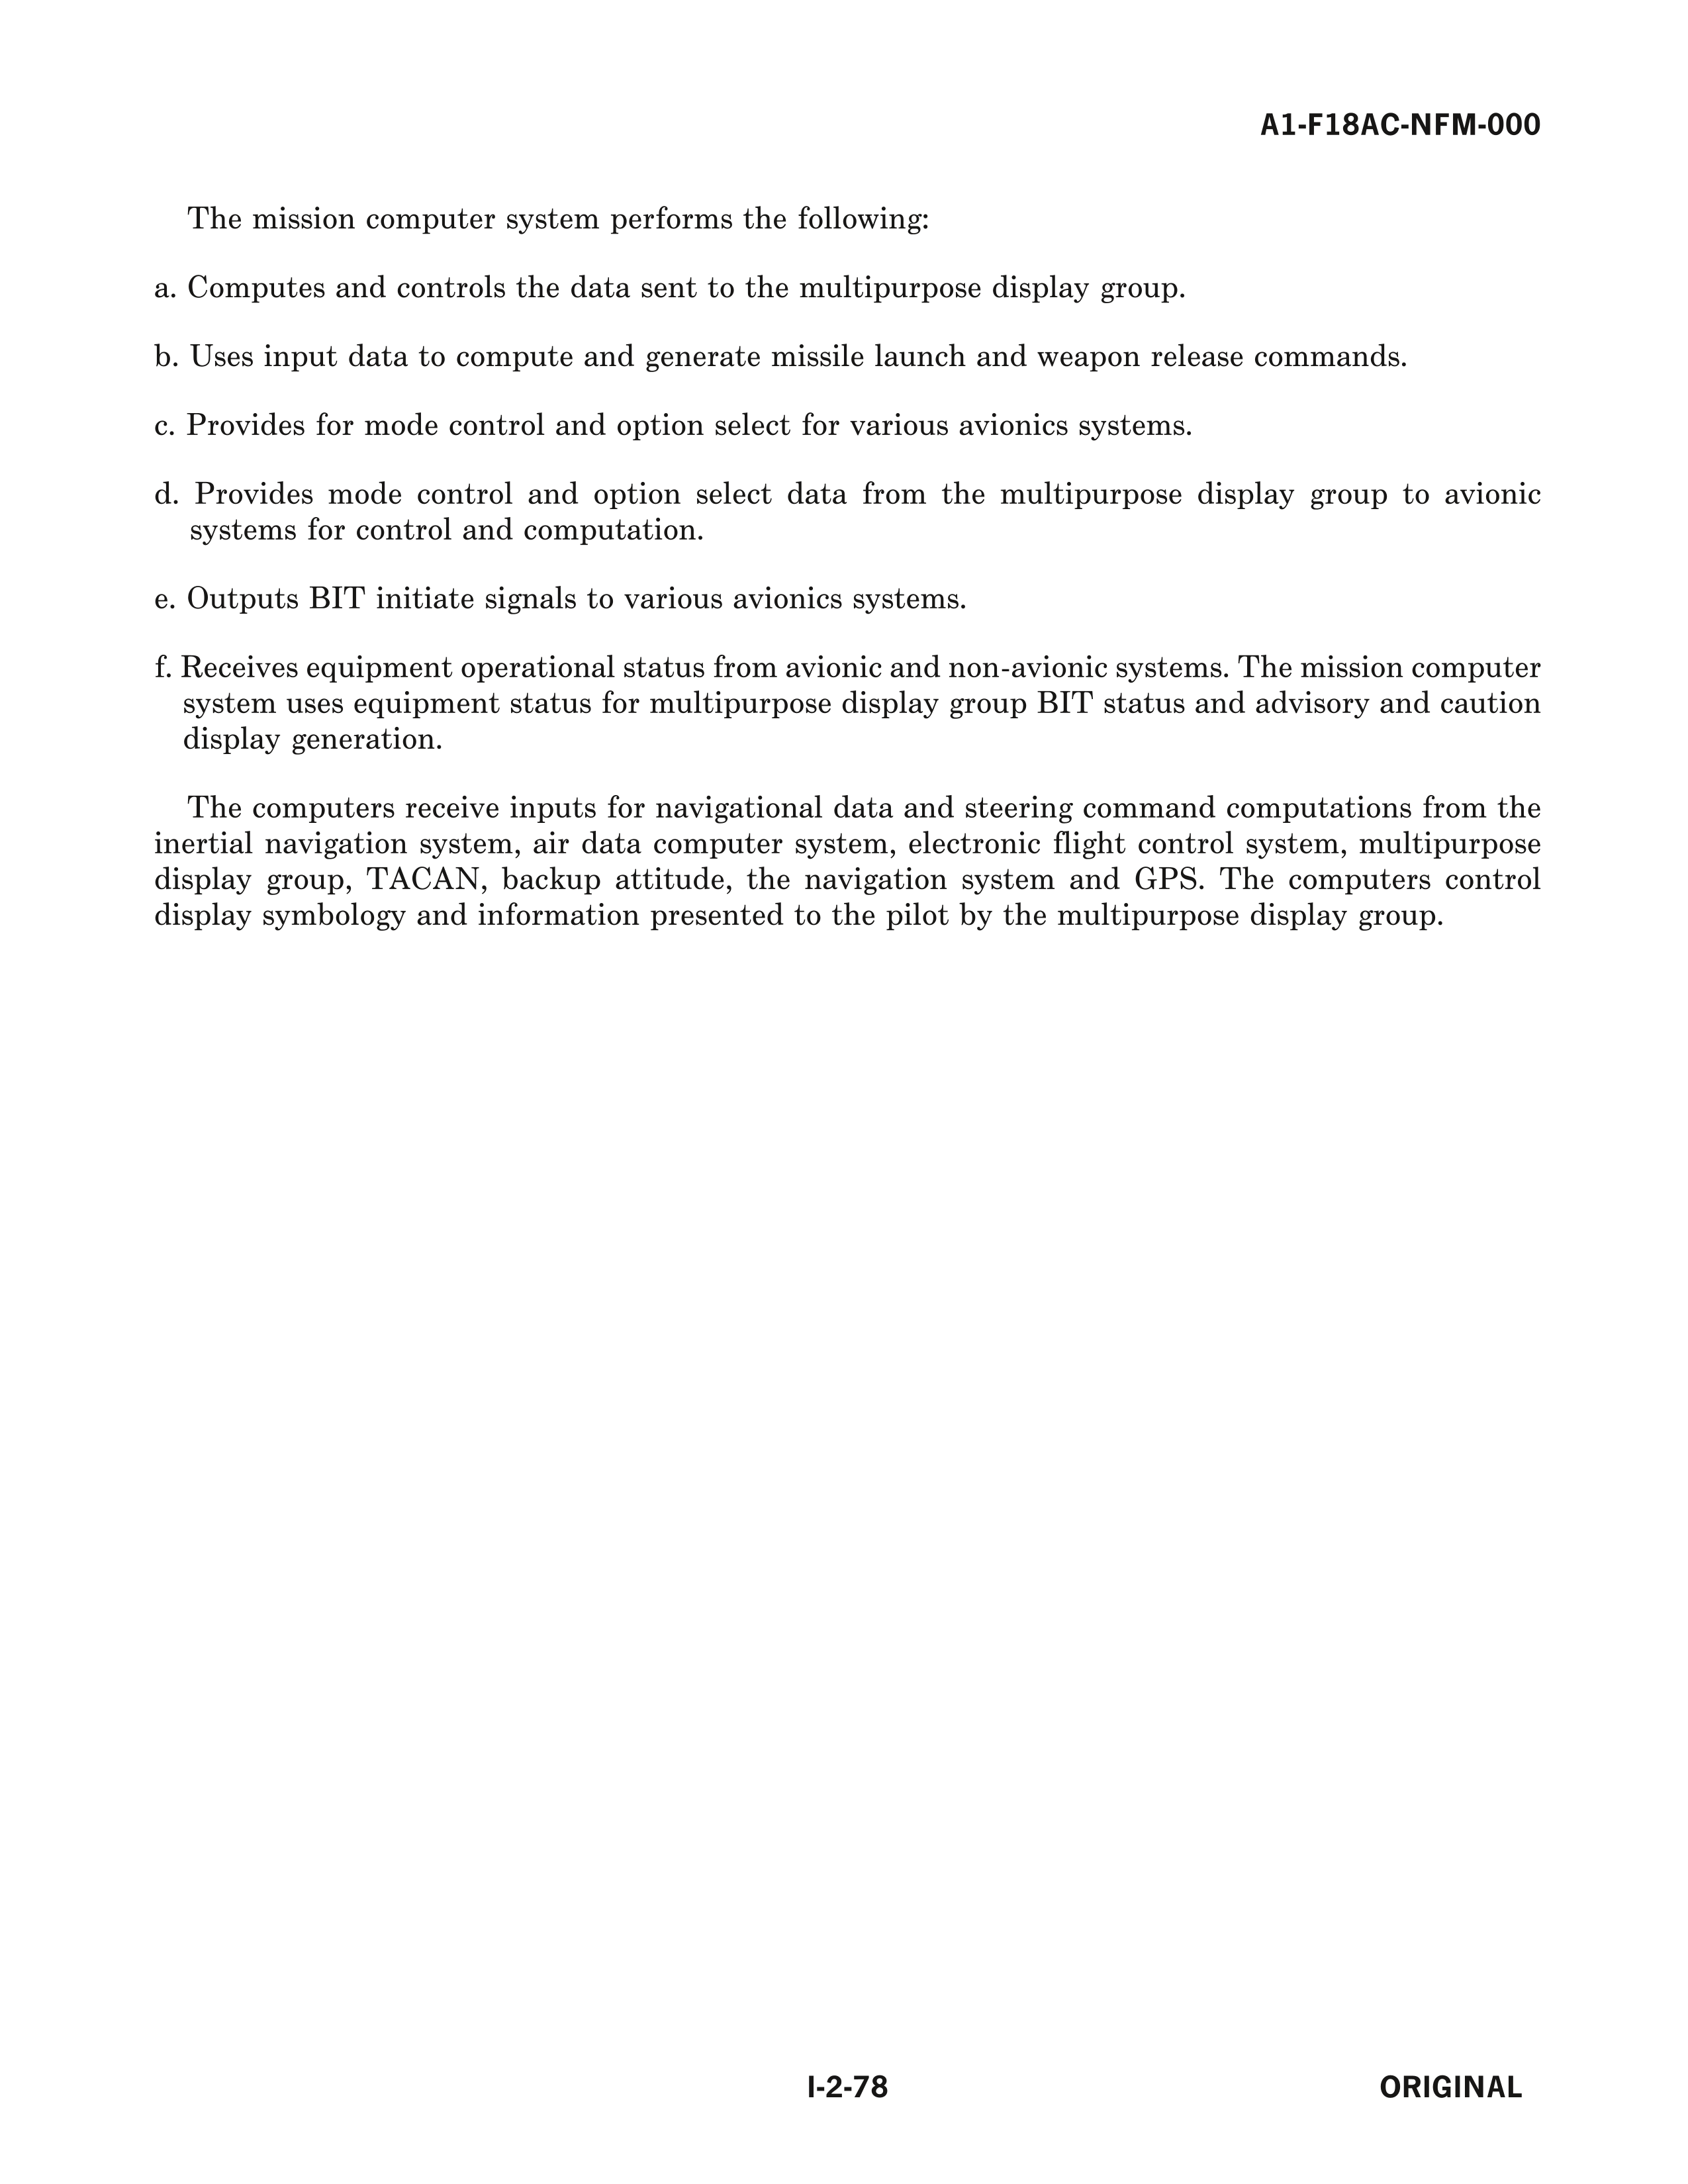 A1-F18AC-NFM-000
The mission computer system performs the following:
a. Computes and controls the data sent to the multipurpose display group.
b. Uses input data to compute and generate missile launch and weapon release commands.
c. Provides for mode control and option select for various avionics systems.
d. Provides mode control and option select data from the multipurpose display group to avionic
systems for control and computation.
e. Outputs BIT initiate signals to various avionics systems.
f. Receives equipment operational status from avionic and non-avionic systems. The mission computer
system uses equipment status for multipurpose display group BIT status and advisory and caution
display generation.
The computers receive inputs for navigational data and steering command computations from the
inertial navigation system, air data computer system, electronic flight control system, multipurpose
display group, TACAN, backup attitude, the navigation system and GPS. The computers control
display symbology and information presented to the pilot by the multipurpose display group.
I-2-78
ORIGINAL